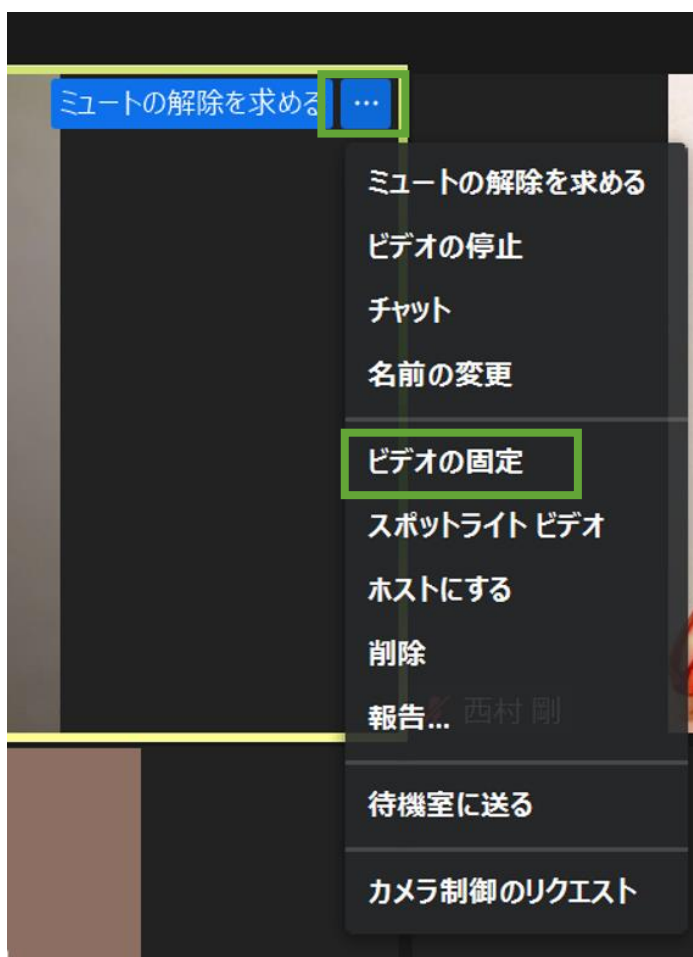 ミュートの解除を求める ...
ミュートの解除を求める
ビデオの停止
チャット
名前の変更
ビデオの固定
スポットライト ビデオ
ホストにする
削除
報告...
西村 剛
待機室に送る
カメラ制御のリクエスト